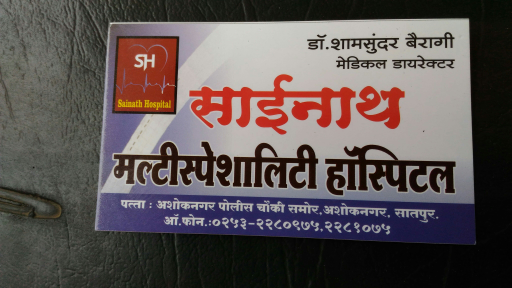 डॉ.शामसुंदर बैरागी
मेडिकल डायरेक्टर
SH
Sainath Hospital
साईनाथ
मल्टीस्पेशालिटी हॉस्पिटल
पत्ता : अशोकनगर पोलीस चौंकी समोर,अशोकनगर, सातपुर.
ऑ.फोन.:०२५३-२२८०९७५,२२८१०७५